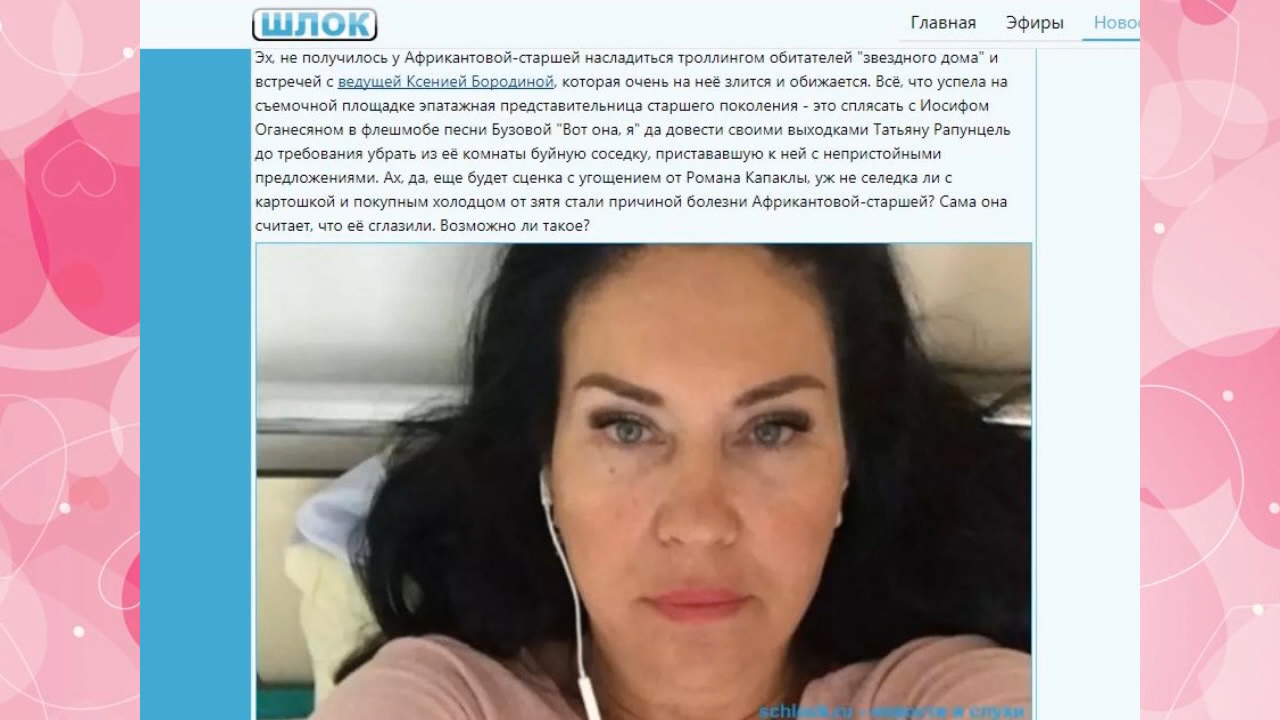 ШЛОК
Главная Эфиры Ново
Эх, не получилось у Африкантовой-старшей насладиться троллингом обитателей "звездного дома" и
встречей с ведущей Ксенией Бородиной, которая очень на неё злится и обижается. Всё, что успела на
съемочной площадке эпатажная представительница старшего поколения - это сплясать с Иосифом
Оганесяном в флешмобе песни Бузовой "Вот она, я" да довести своими выходками Татьяну Рапунцель
до требования убрать из её комнаты буйную соседку, пристававшую к ней с непристойными
предложениями. Ах, да, еще будет сценка с угощением от Романа Капаклы, уж не селедка ли с
картошкой и покупным холодцом от зятя стали причиной болезни Африкантовой-старшей? Сама она
считает, что её сглазили. Возможно ли такое?